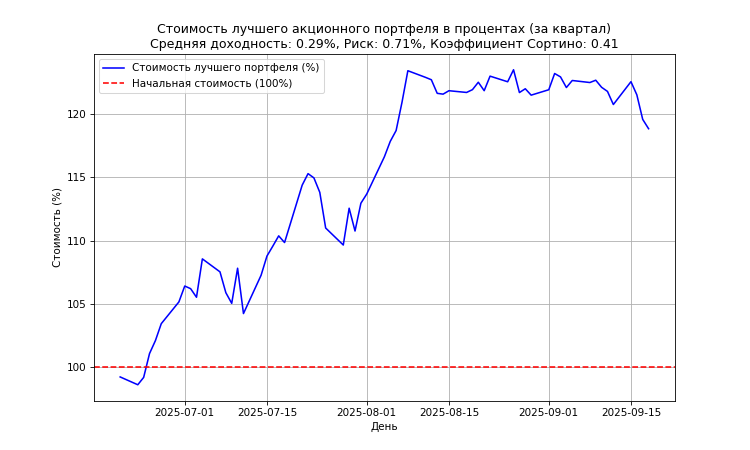 Стоимость лучшего акционного портфеля в процентах (за квартал)
Средняя доходность: 0.29%, Риск: 0.71%, Коэффициент Сортино: 0.41
Стоимость лучшего портфеля (%)
Начальная стоимость (100%)
Стоимость (%)
120
115
110
105
100
2025-07-01
2025-07-15
2025-08-01
2025-08-15
2025-09-01
2025-09-15
День